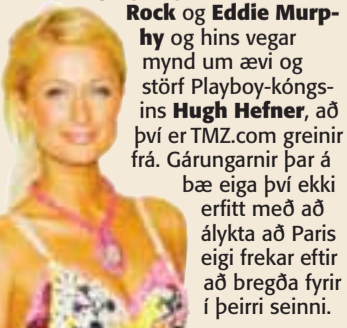 Rock og Eddie Murp-
hy og hins vegar
mynd um ævi og
störf Playboy-kóngs-
ins Hugh Hefner, að
því er TMZ.com greinir
frá. Gárungarnir þar á
bæ eiga því ekki
erfitt með að
álykta að Paris
eigi frekar eftir
að bregða fyrir
í þeirri seinni.